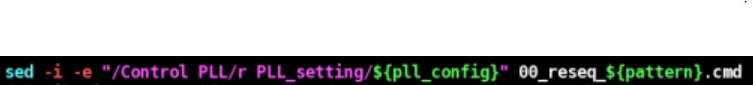 sed -i -e "/Control PLL/r PLL_setting/${pll_config}" 00_reseq_${pattern}.cmd